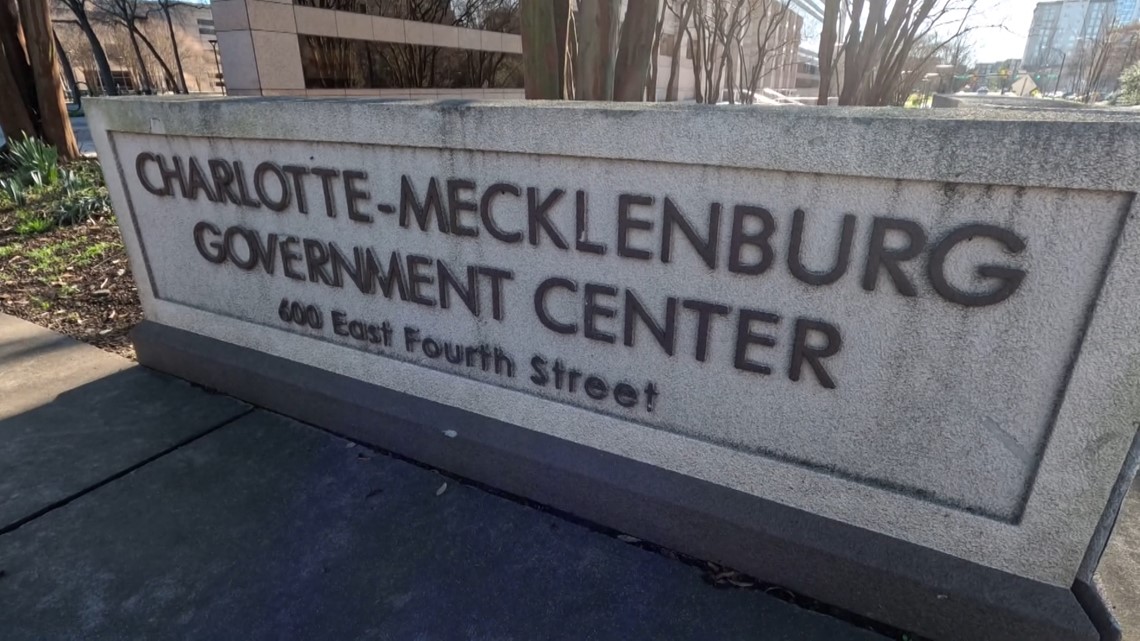 CHARLOTTE-MECKLENBURG
GOVERNMENT CENTER
600 East Fourth Street